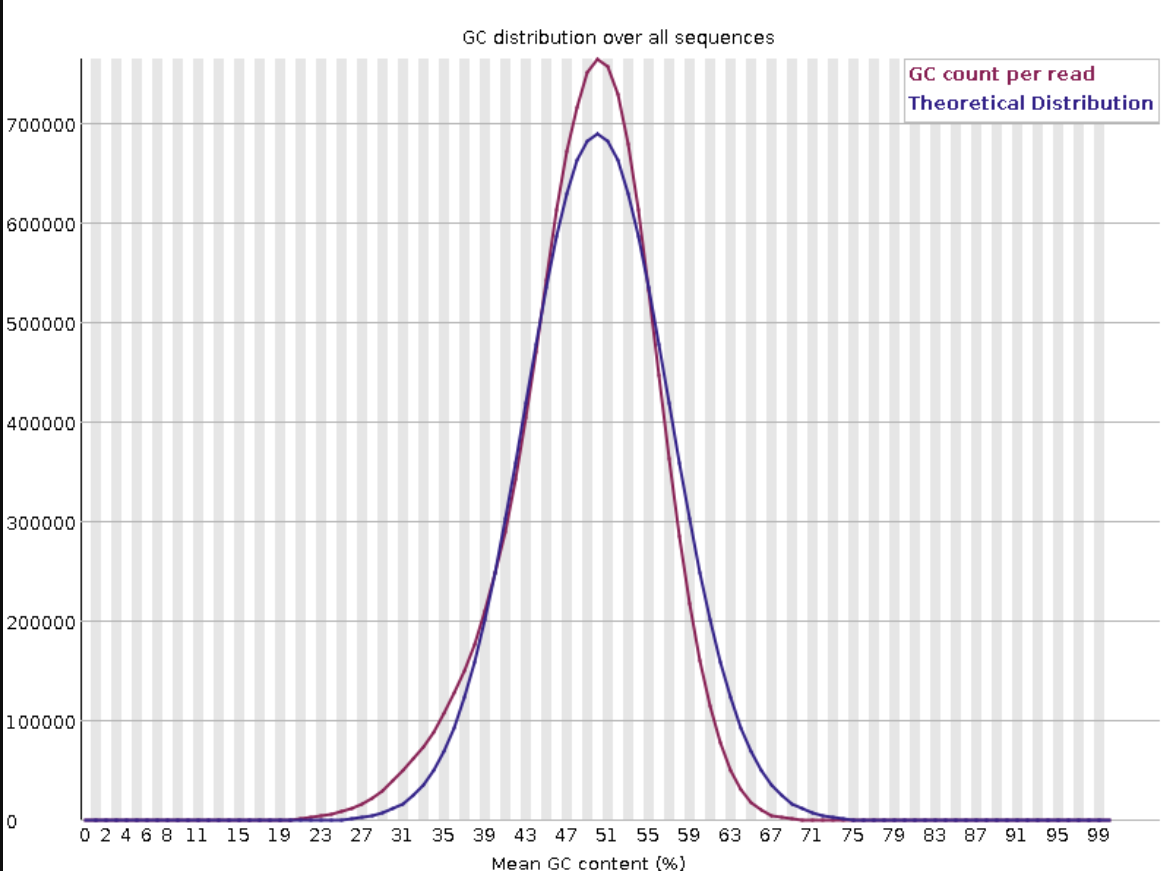 GC distribution over all sequences
GC count per read
Theoretical Distribution
700000
600000
500000
400000
300000
200000
100000
0
0 2 4 6 8 11 15 19 23 27 31 35 39 43 47 51 55 59 63 67 71 75 79 83 87 91 95 99
Mean GC content (%)